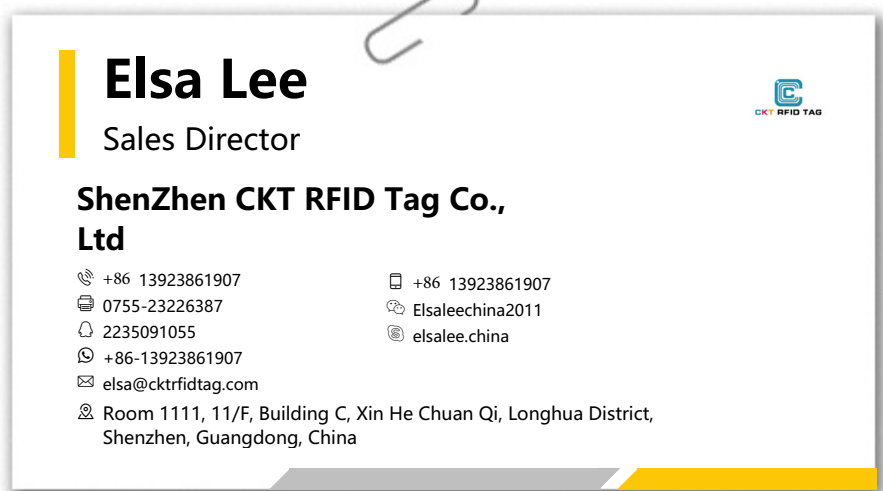 Elsa Lee
CKT RFID TAG
Sales Director
ShenZhen CKT RFID Tag Co.,
Ltd
+86 13923861907
+86 13923861907
0755-23226387
Elsaleechina2011
2235091055
elsalee.china
+86-13923861907
elsa@cktrfidtag.com
Room 1111, 11/F, Building C, Xin He Chuan Qi, Longhua District,
Shenzhen, Guangdong, China